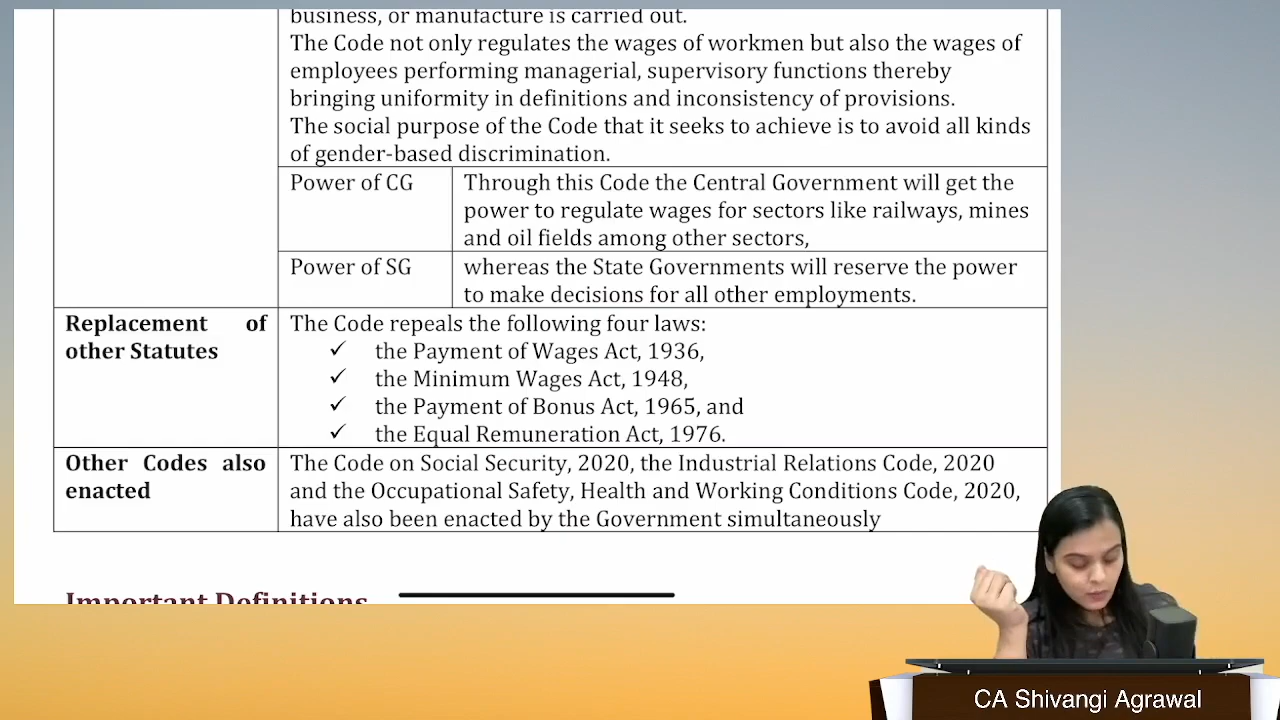 business, or manufacture is carried out.
The Code not only regulates the wages of workmen but also the wages of
employees performing managerial, supervisory functions thereby
bringing uniformity in definitions and inconsistency of provisions.
The social purpose of the Code that it seeks to achieve is to avoid all kinds
of gender-based discrimination.
Power of CG
Through this Code the Central Government will get the
power to regulate wages for sectors like railways, mines
and oil fields among other sectors,
Power of SG
whereas the State Governments will reserve the power
to make decisions for all other employments.
Replacement of
other Statutes
The Code repeals the following four laws:
✓ the Payment of Wages Act, 1936,
✓ the Minimum Wages Act, 1948,
✓ the Payment of Bonus Act, 1965, and
✓ the Equal Remuneration Act, 1976.
Other Codes also
enacted
The Code on Social Security, 2020, the Industrial Relations Code, 2020
and the Occupational Safety, Health and Working Conditions Code, 2020,
have also been enacted by the Government simultaneously
Important Definitions
CA Shivangi Agrawal